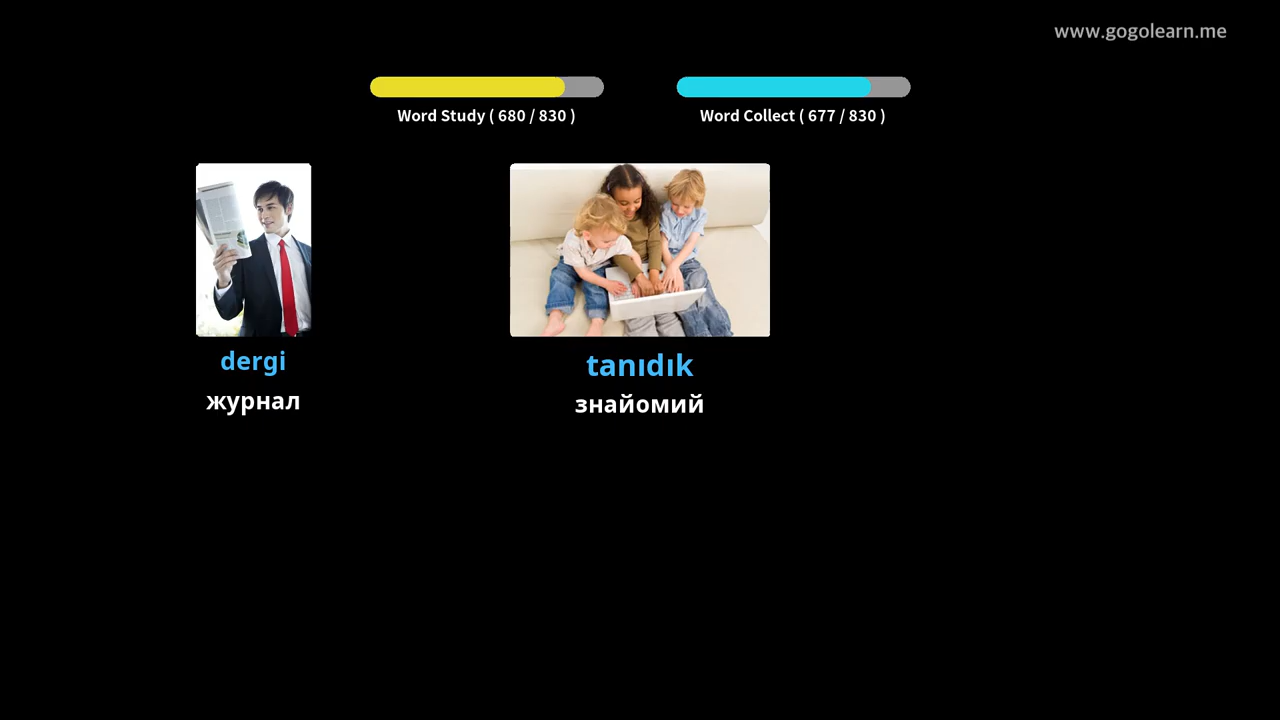 www.gogolearn.me
Word Study ( 680 / 830 )
Word Collect ( 677 / 830 )
dergi
журнал
tanıdık
знайомий